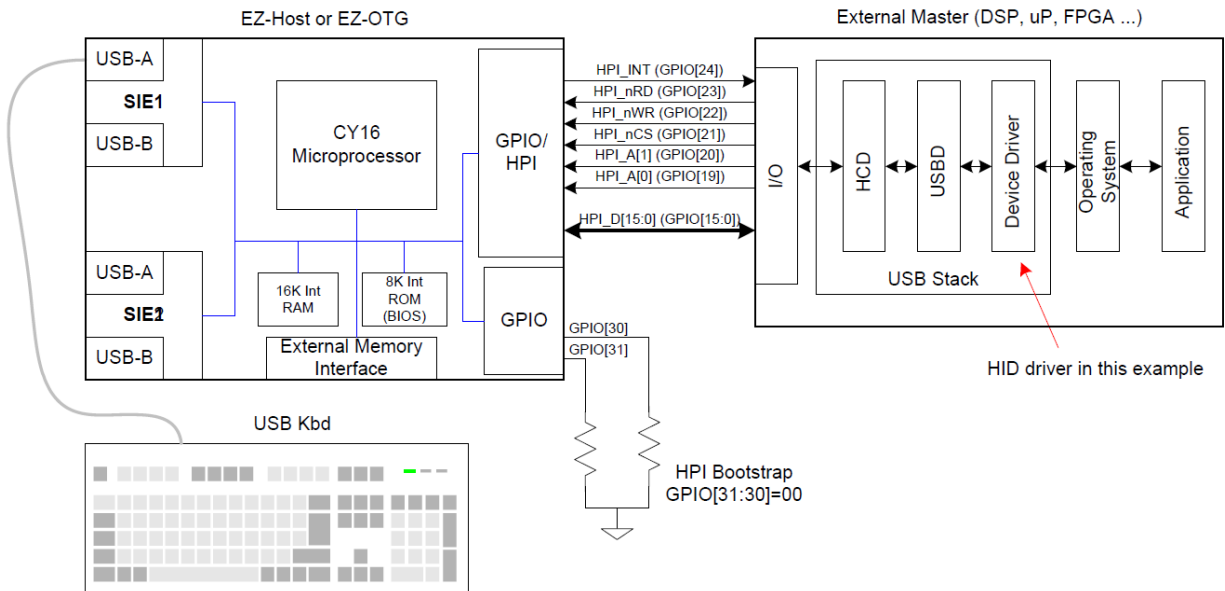 EZ-Host or EZ-OTG
External Master (DSP, uP, FPGA ...)
USB-A
SIE1
USB-B
CY16
Microprocessor
GPIO/
HPI
USB-A
SIE2
USB-B
16K Int
RAM
8K Int
ROM
(BIOS)
External Memory
Interface
GPIO
HPI_INT (GPIO[24])
HPI_nRD (GPIO[23])
HPI_nWR (GPIO[22])
HPI_nCS (GPIO[21])
HPI_A[1] (GPIO[20])
HPI_A[0] (GPIO[19])
HPI_D[15:0] (GPIO[15:0])
I/O
HCD
USBD
Device Driver
USB Stack
Operating
System
Application
GPIO[30]
GPIO[31]
HID driver in this example
HPI Bootstrap
GPIO[31:30]=00
USB Kbd